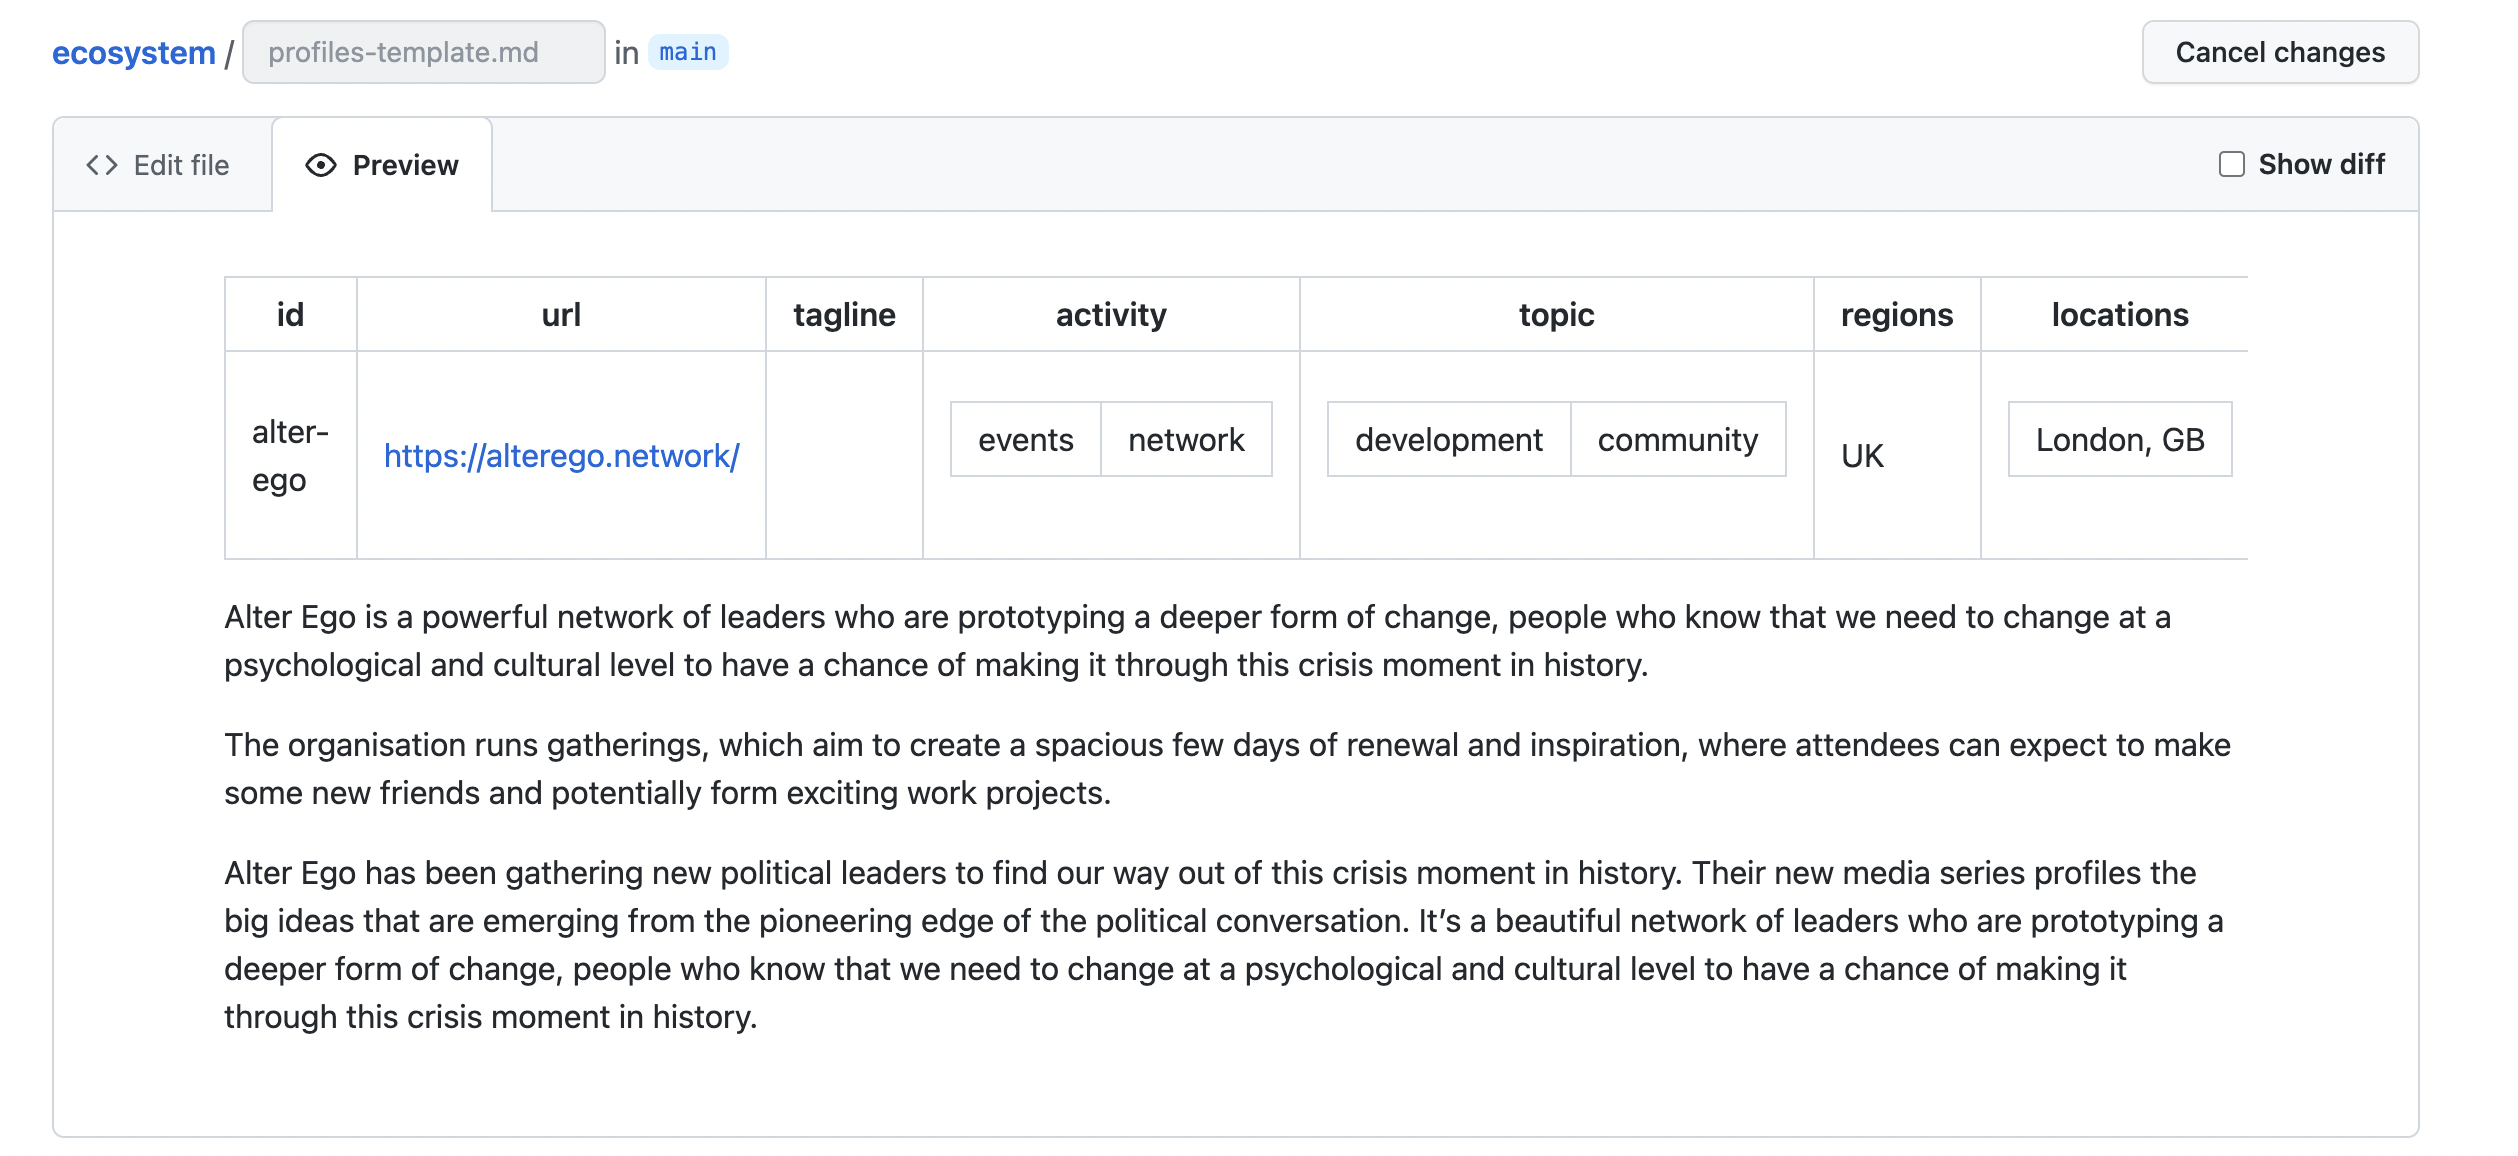 ecosystem / profiles-template.md in main
Cancel changes
Edit file
Preview
Show diff
id url tagline activity topic regions locations
alter-
ego
https://alterego.network/
events network
development community
UK
London, GB
Alter Ego is a powerful network of leaders who are prototyping a deeper form of change, people who know that we need to change at a
psychological and cultural level to have a chance of making it through this crisis moment in history.
The organisation runs gatherings, which aim to create a spacious few days of renewal and inspiration, where attendees can expect to make
some new friends and potentially form exciting work projects.
Alter Ego has been gathering new political leaders to find our way out of this crisis moment in history. Their new media series profiles the
big ideas that are emerging from the pioneering edge of the political conversation. It’s a beautiful network of leaders who are prototyping a
deeper form of change, people who know that we need to change at a psychological and cultural level to have a chance of making it
through this crisis moment in history.